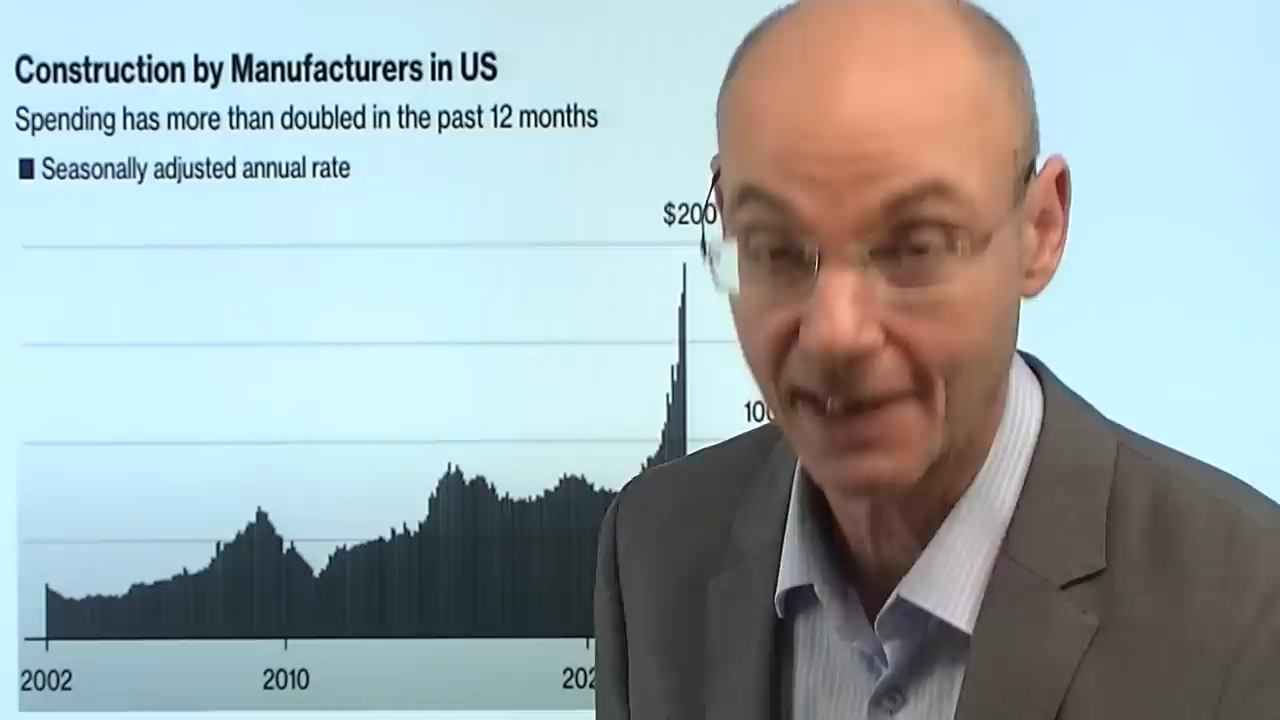 Construction by Manufacturers in US
Spending has more than doubled in the past 12 months
Seasonally adjusted annual rate
$200
2002
2010